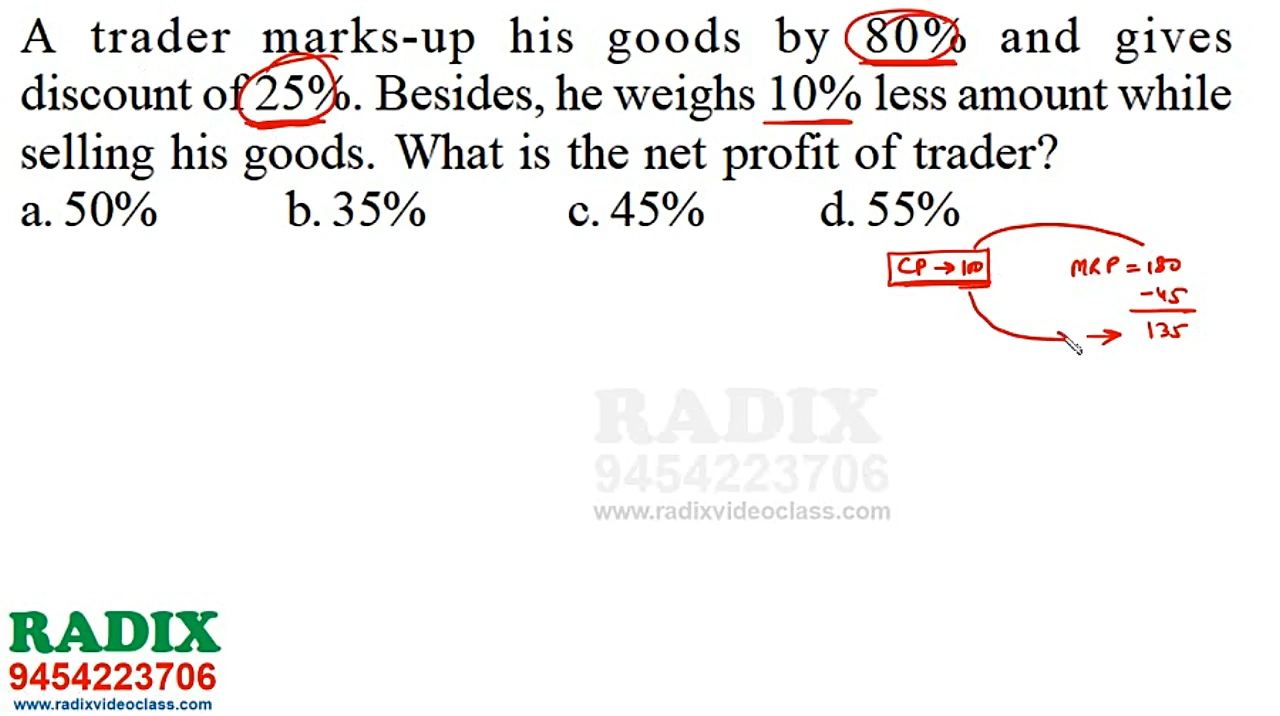 A trader marks-up his goods by 80% and gives
discount of 25%. Besides, he weighs 10% less amount while
selling his goods. What is the net profit of trader?
a. 50% b. 35% c. 45% d. 55%
CP → 100 MRP = 180
-45
→ 135
RADIX
9454223706
www.radixvideoclass.com
RADIX
9454223706
www.radixvideoclass.com